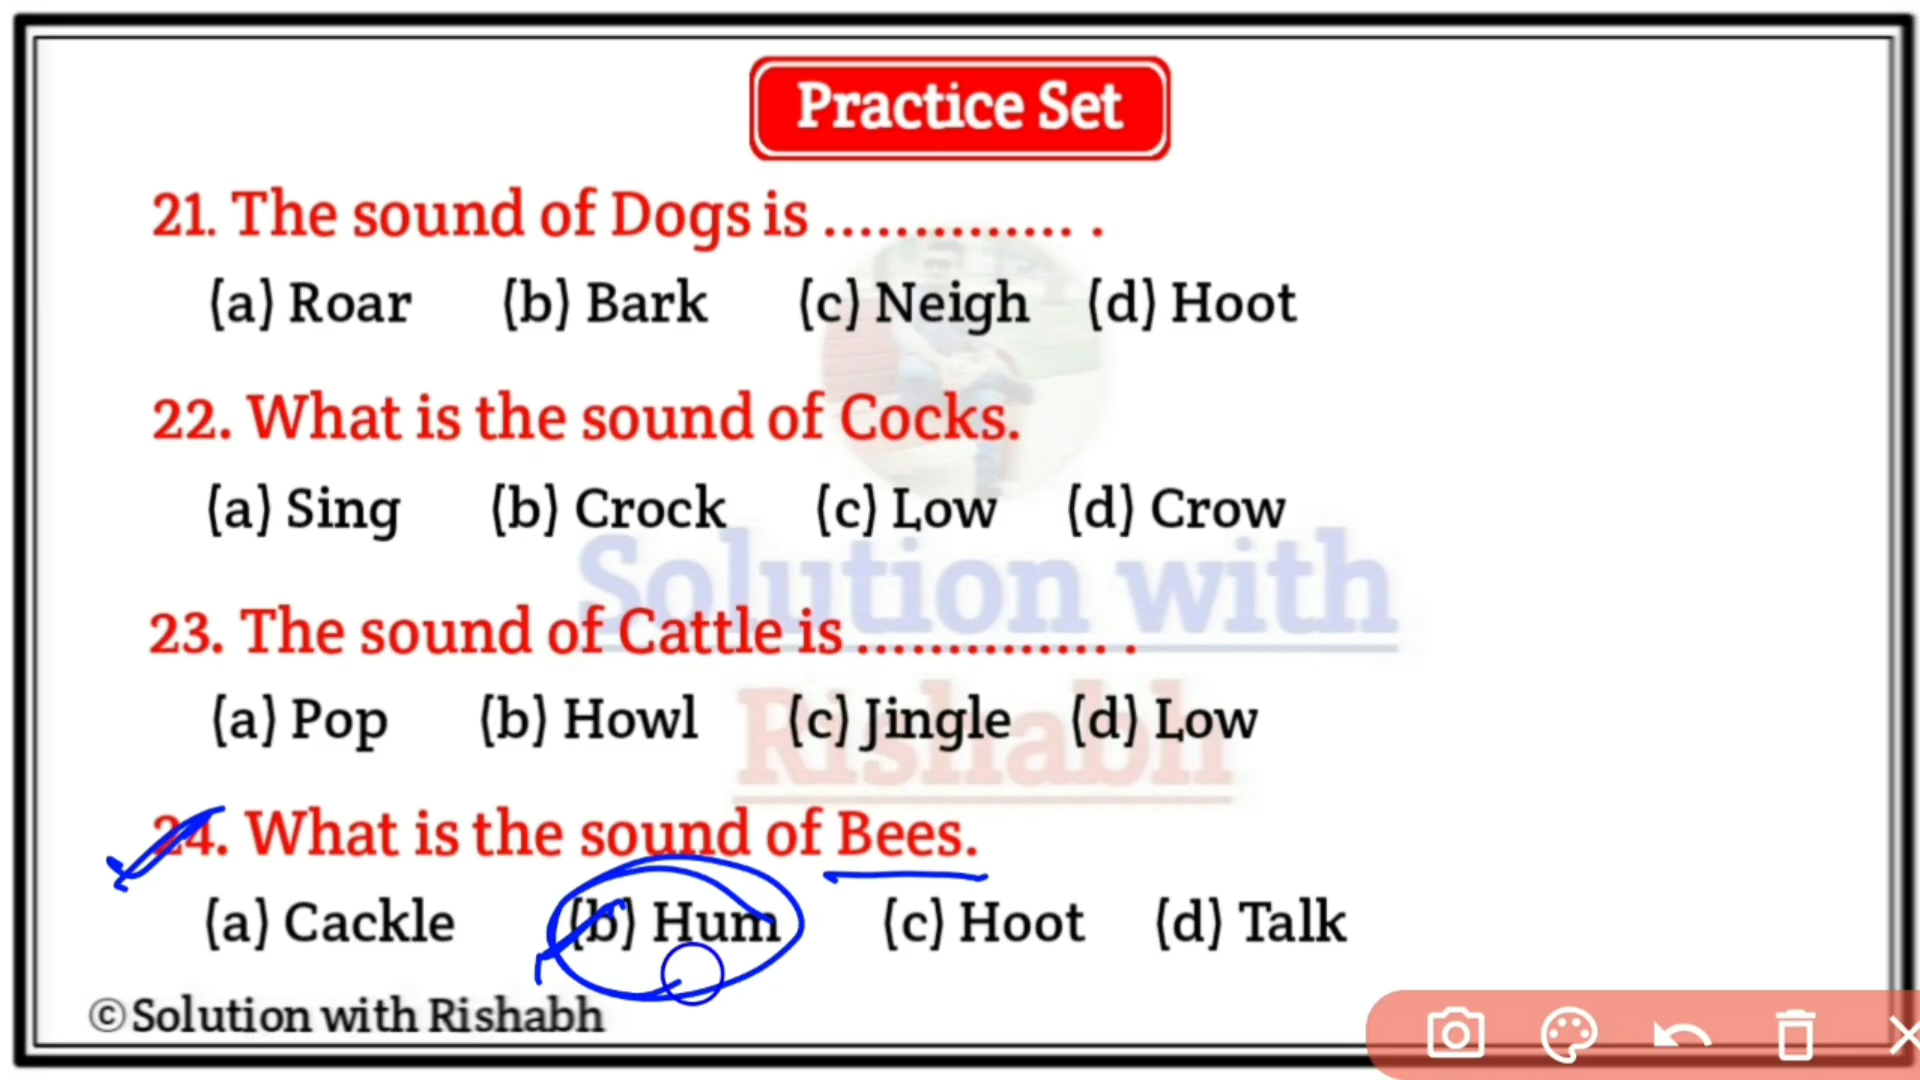 Practice Set
21. The sound of Dogs is .............. .
(a) Roar (b) Bark (c) Neigh (d) Hoot
22. What is the sound of Cocks.
(a) Sing (b) Crock (c) Low (d) Crow
Solution with
23. The sound of Cattle is .............. .
Rishabh
(a) Pop (b) Howl (c) Jingle (d) Low
24. What is the sound of Bees.
(a) Cackle (b) Hum (c) Hoot (d) Talk
©Solution with Rishabh